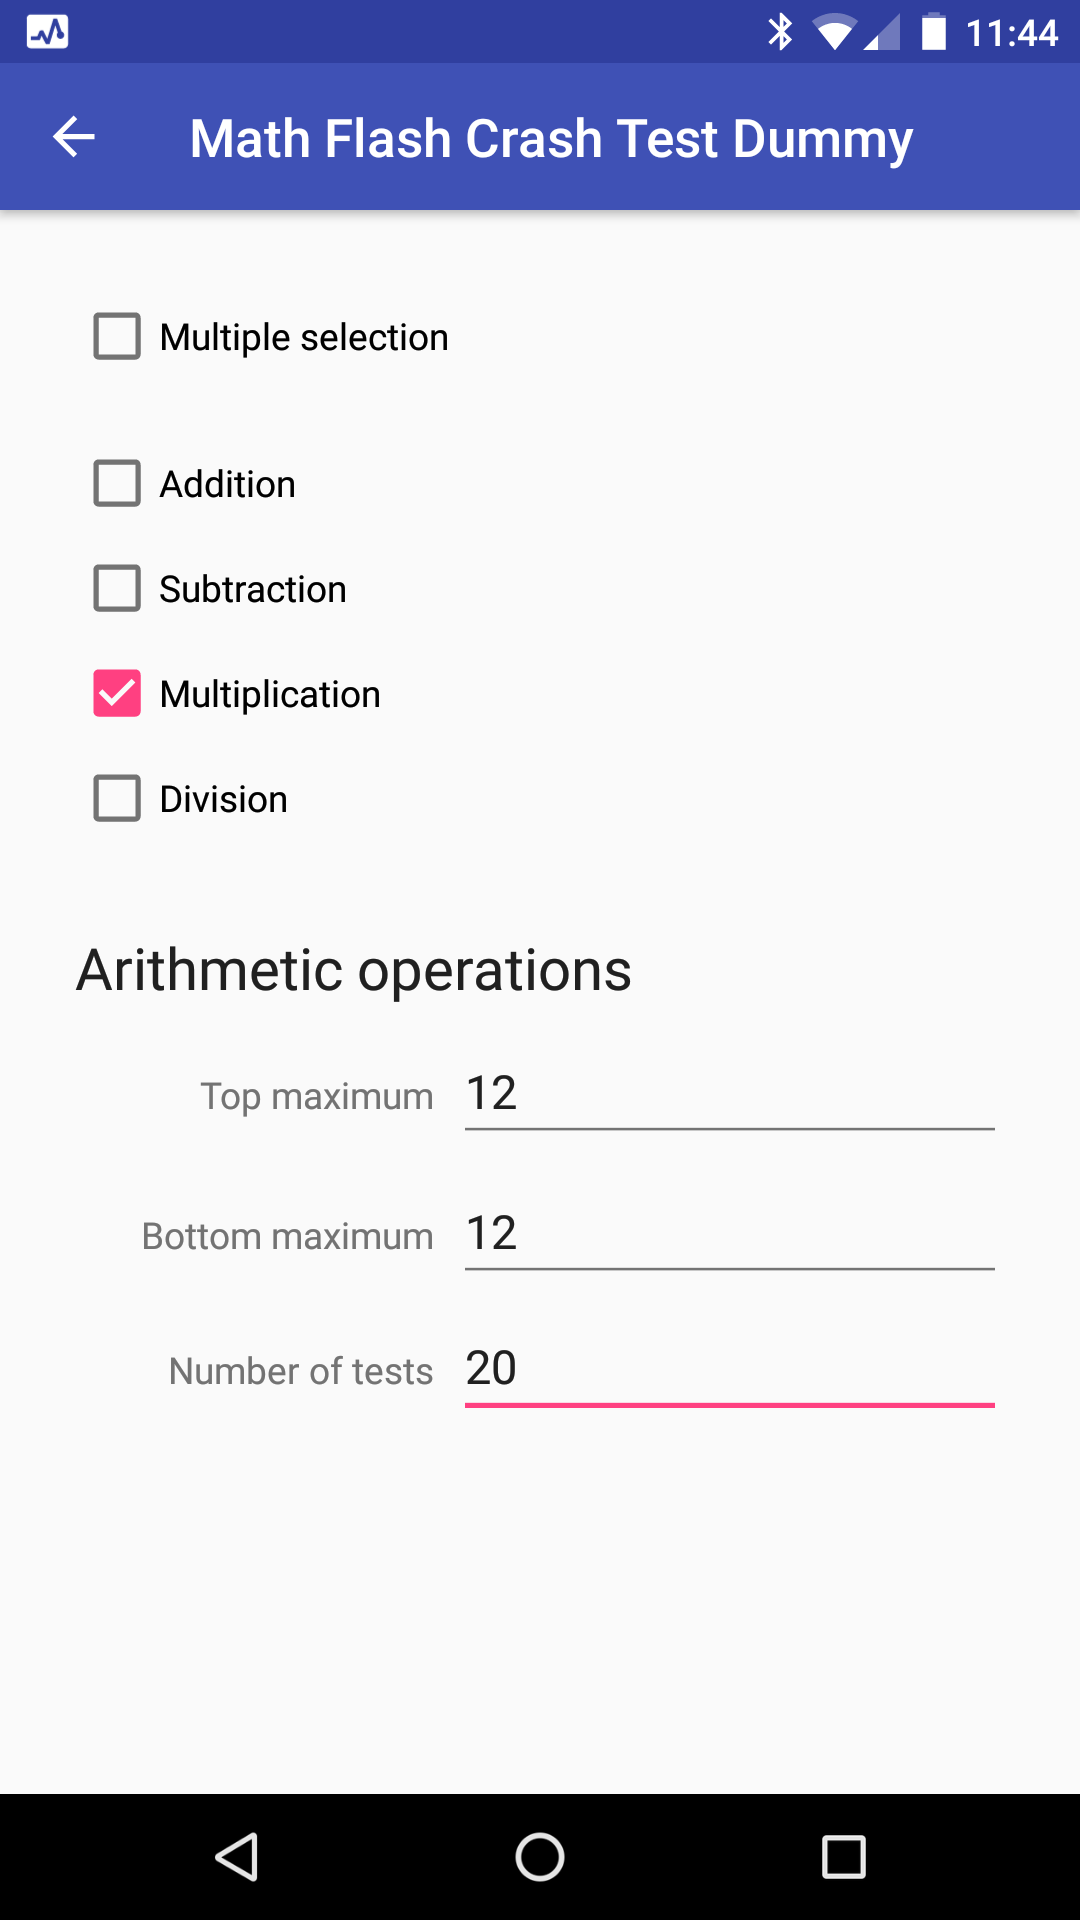 11:44
Math Flash Crash Test Dummy
Multiple selection
Addition
Subtraction
Multiplication
Division
Arithmetic operations
Top maximum 12
Bottom maximum 12
Number of tests 20